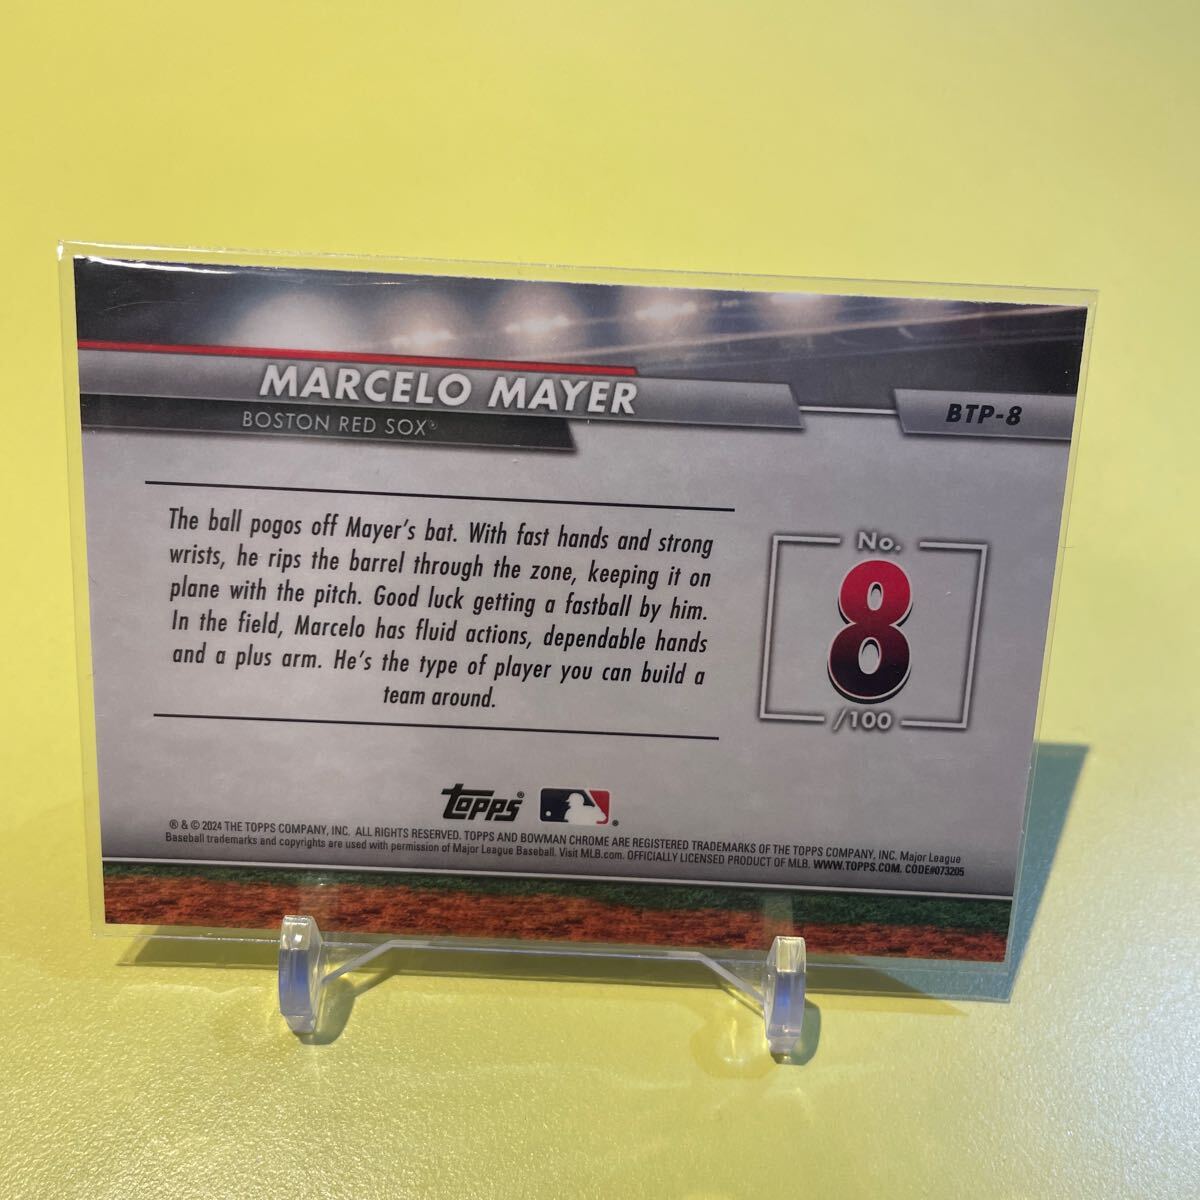 MARCELO MAYER
BOSTON RED SOX®
BTP-8
The ball pogos off Mayer's bat. With fast hands and strong
wrists, he rips the barrel through the zone, keeping it on
plane with the pitch. Good luck getting a fastball by him.
In the field, Marcelo has fluid actions, dependable hands
and a plus arm. He's the type of player you can build a
team around.
No.
8
/100
Topps®
® & © 2024 THE TOPPS COMPANY, INC. ALL RIGHTS RESERVED. TOPPS AND BOWMAN CHROME ARE REGISTERED TRADEMARKS OF THE TOPPS COMPANY, INC. Major League
Baseball trademarks and copyrights are used with permission of Major League Baseball. Visit MLB.com. OFFICIALLY LICENSED PRODUCT OF MLB. WWW.TOPPS.COM. CODE#073205